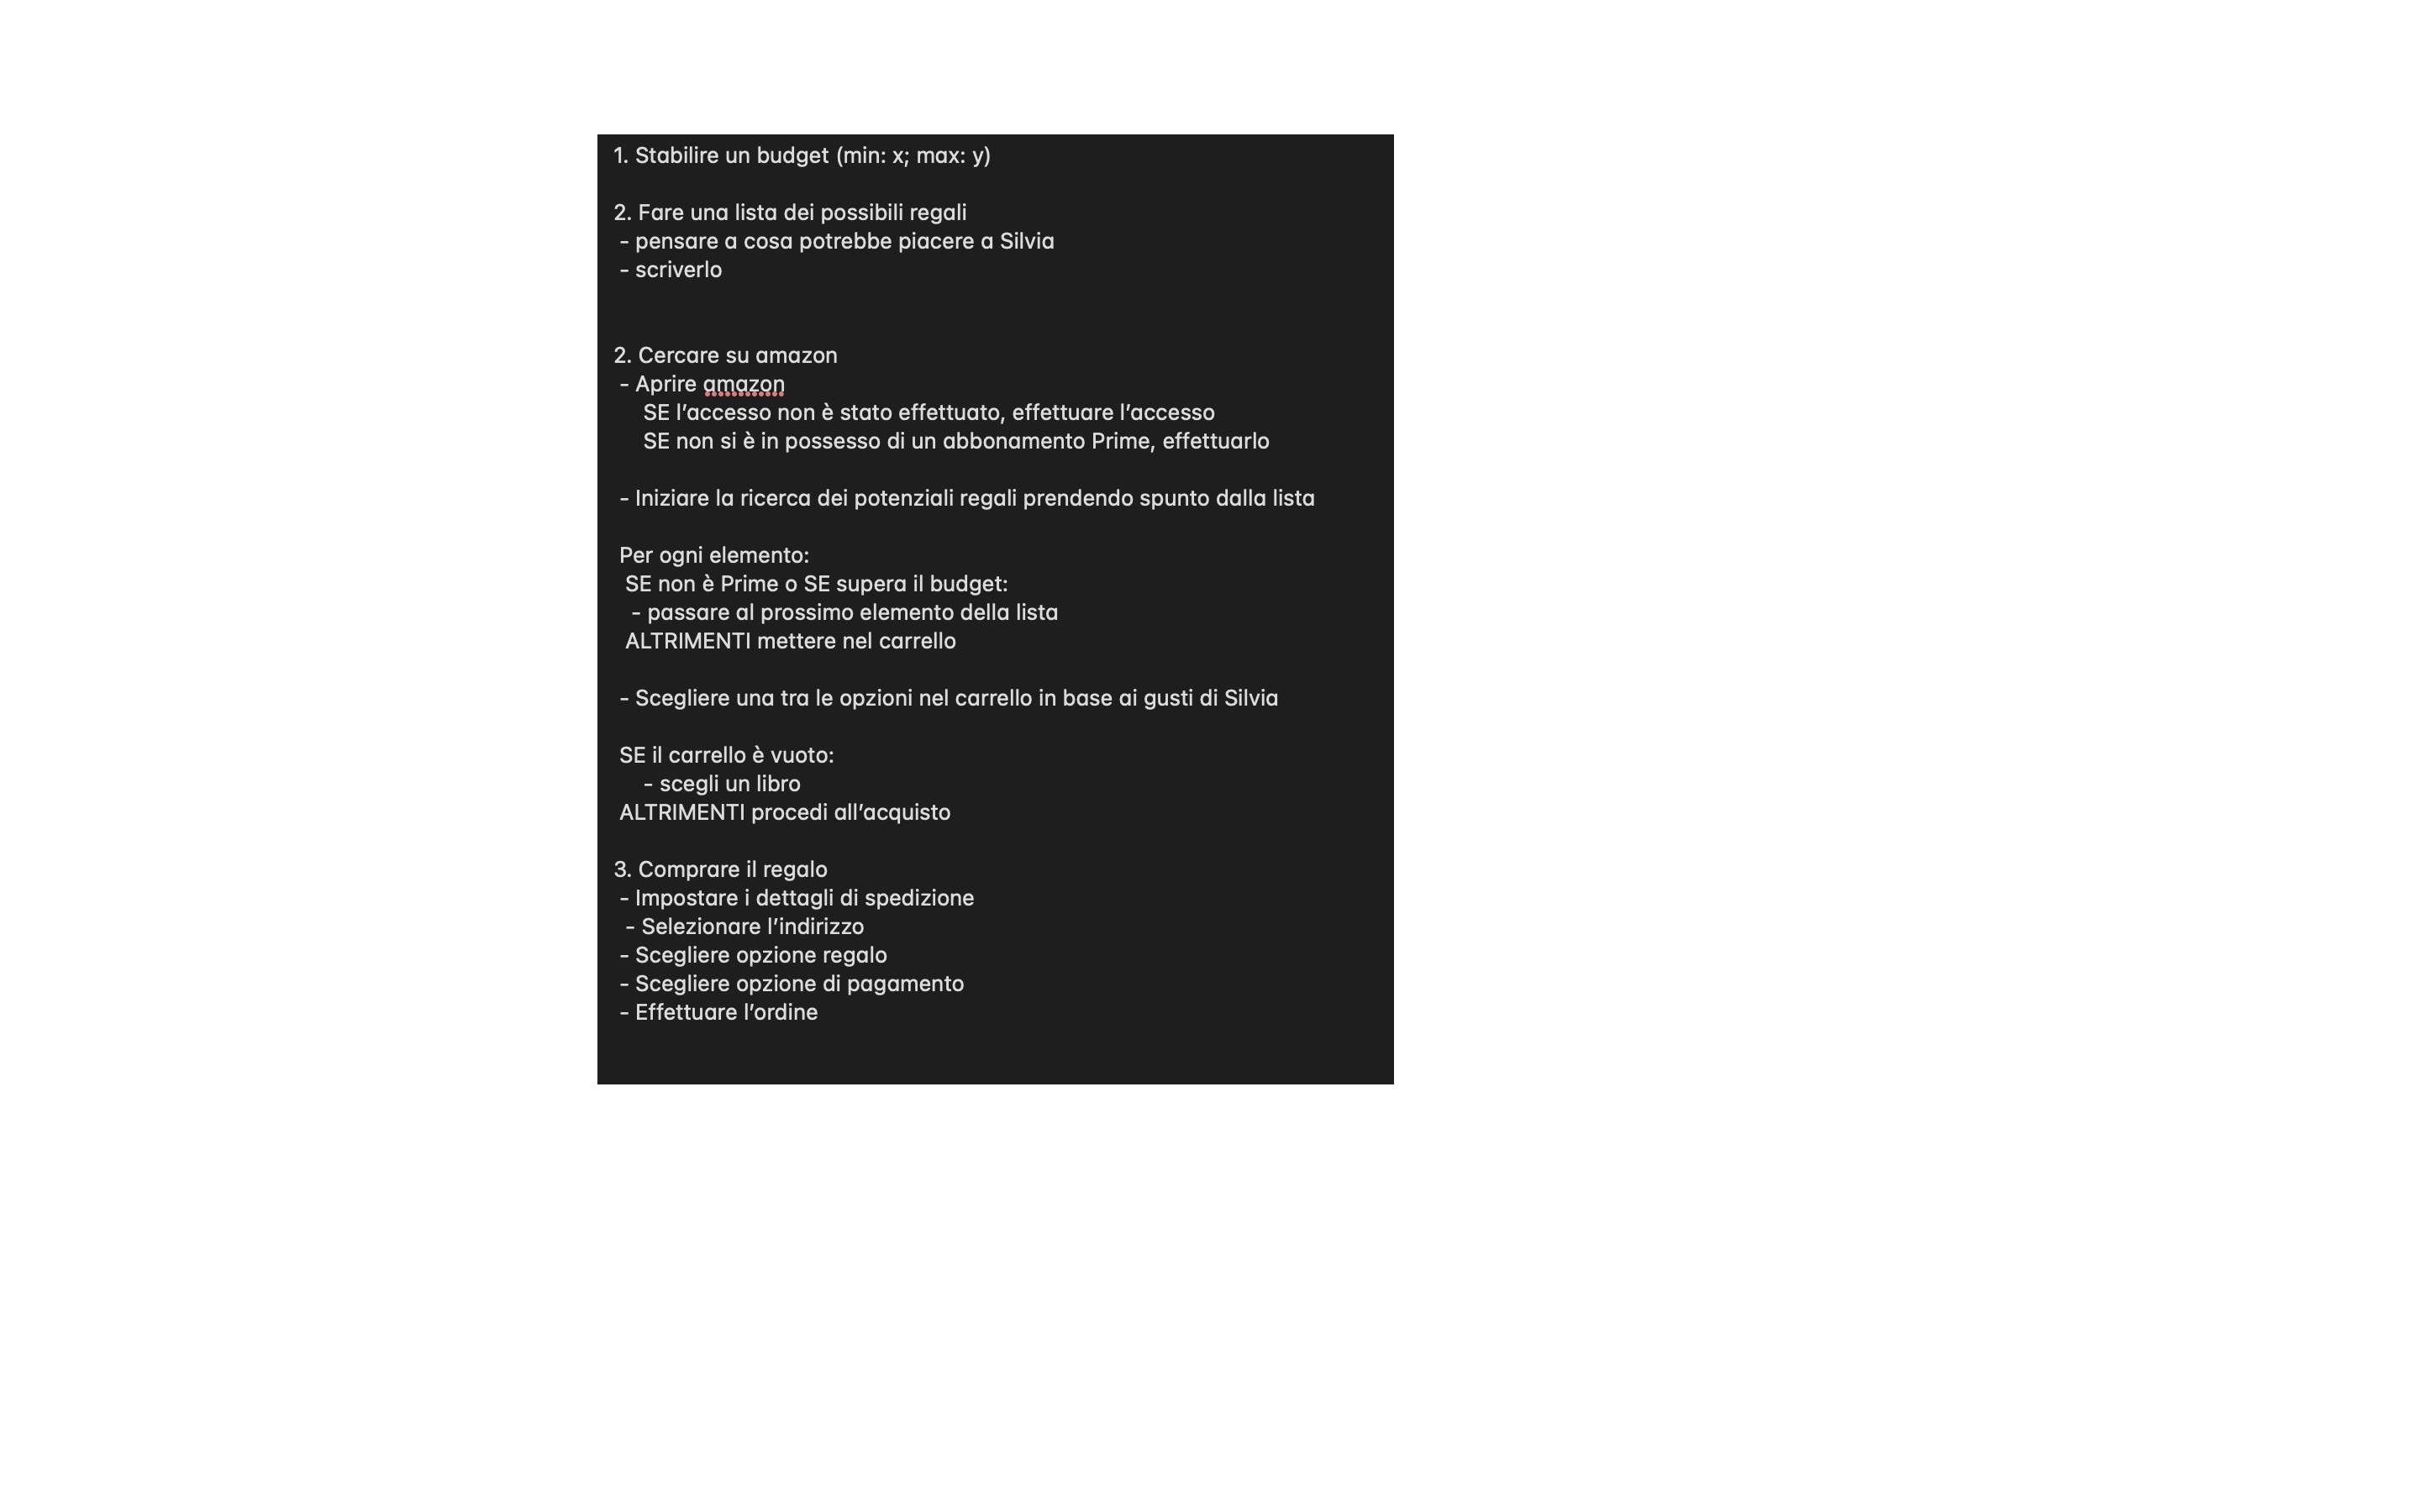 1. Stabilire un budget (min: x; max: y)
2. Fare una lista dei possibili regali
- pensare a cosa potrebbe piacere a Silvia
- scriverlo
2. Cercare su amazon
- Aprire amazon
SE l’accesso non è stato effettuato, effettuare l’accesso
SE non si è in possesso di un abbonamento Prime, effettuarlo
- Iniziare la ricerca dei potenziali regali prendendo spunto dalla lista
Per ogni elemento:
SE non è Prime o SE supera il budget:
- passare al prossimo elemento della lista
ALTRIMENTI mettere nel carrello
- Scegliere una tra le opzioni nel carrello in base ai gusti di Silvia
SE il carrello è vuoto:
- scegli un libro
ALTRIMENTI procedi all’acquisto
3. Comprare il regalo
- Impostare i dettagli di spedizione
- Selezionare l’indirizzo
- Scegliere opzione regalo
- Scegliere opzione di pagamento
- Effettuare l’ordine